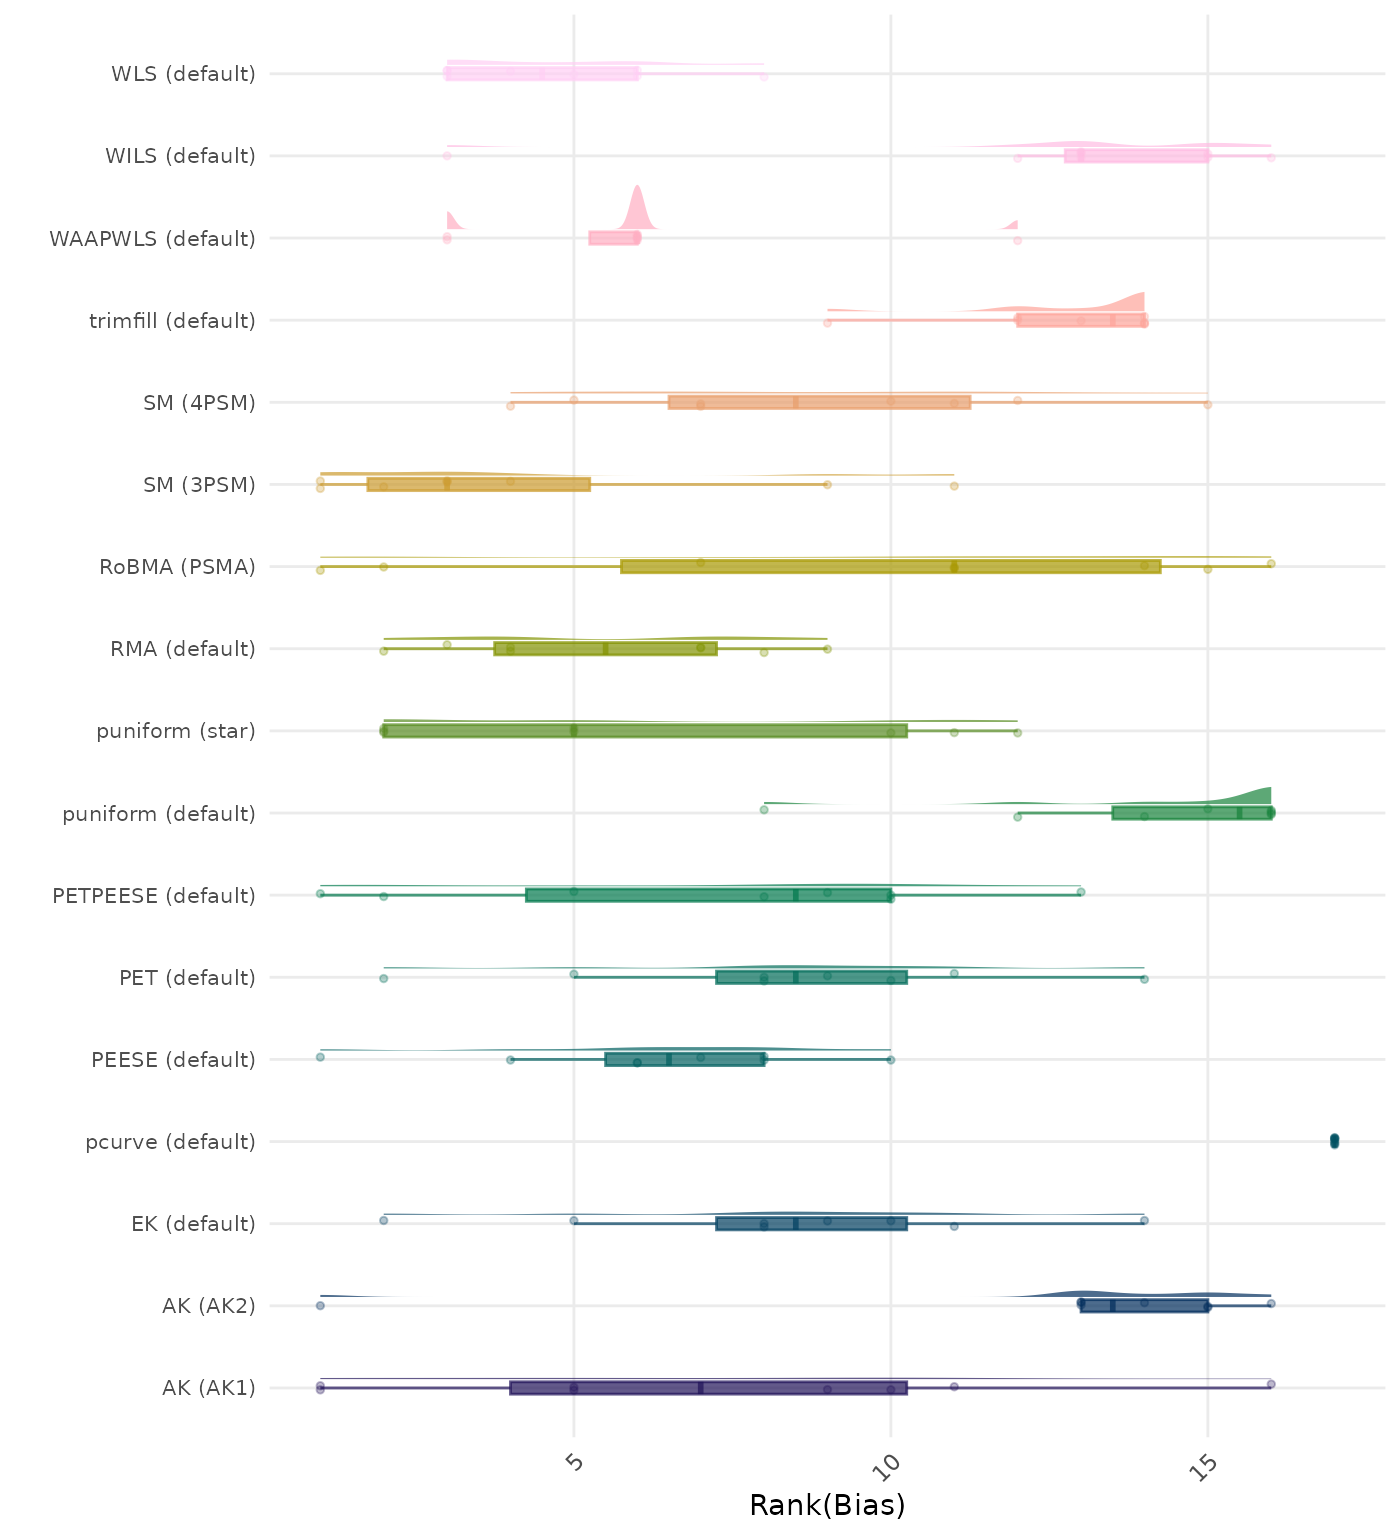 WLS (default)
WILS (default)
WAAPWLS (default)
trimfill (default)
SM (4PSM)
SM (3PSM)
RoBMA (PSMA)
RMA (default)
puniform (star)
puniform (default)
PETPEESE (default)
PET (default)
PEESE (default)
pcurve (default)
EK (default)
AK (AK2)
AK (AK1)
5 10 15
Rank(Bias)